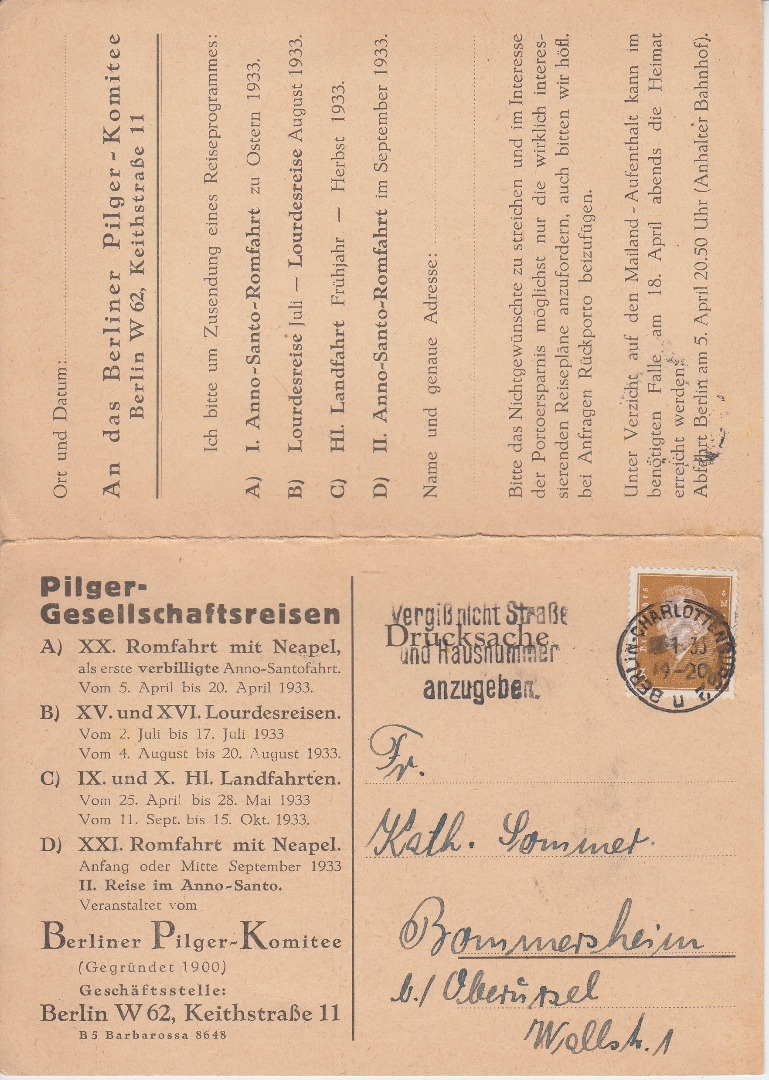 Ort und Datum:
An das Berliner Pilger-Komitee
Berlin W 62, Keithstraße 11
Ich bitte um Zusendung eines Reiseprogrammes:
A) I. Anno-Santo-Romfahrt zu Ostern 1933.
B) Lourdesreise Juli — Lourdesreise August 1933.
C) Hl. Landfahrt Frühjahr — Herbst 1933.
D) II. Anno-Santo-Romfahrt im September 1933.
Name und genaue Adresse:
Bitte das Nichtgewünschte zu streichen und im Interesse
der Portoersparnis möglichst nur die wirklich interes-
sierenden Reisepläne anzufordern, auch bitten wir höfl.
bei Anfragen Rückporto beizufügen.
Unter Verzicht auf den Mailand-Aufenthalt kann im
benötigten Falle am 18. April abends die Heimat
erreicht werden.
Abfahrt Berlin am 5. April 20.50 Uhr (Anhalter Bahnhof).
Pilger-
Gesellschaftsreisen
A) XX. Romfahrt mit Neapel,
als erste verbilligte Anno-Santofahrt.
Vom 5. April bis 20. April 1933.
B) XV. und XVI. Lourdesreisen.
Vom 2. Juli bis 17. Juli 1933
Vom 4. August bis 20. August 1933.
C) IX. und X. Hl. Landfahrten.
Vom 25. April bis 28. Mai 1933
Vom 11. Sept. bis 15. Okt. 1933.
D) XXI. Romfahrt mit Neapel.
Anfang oder Mitte September 1933
II. Reise im Anno-Santo.
Veranstaltet vom
Berliner Pilger-Komitee
(Gegründet 1900)
Geschäftsstelle:
Berlin W 62, Keithstraße 11
B 5 Barbarossa 8648
Vergiß nicht Straße
Drucksache
und Hausnummer
anzugeben.
BERLIN-CHARLOTTENBURG 2
19-20
u
Fr.
Kath. Sommer.
Bommersheim
b./ Oberursel
Wallstr. 1